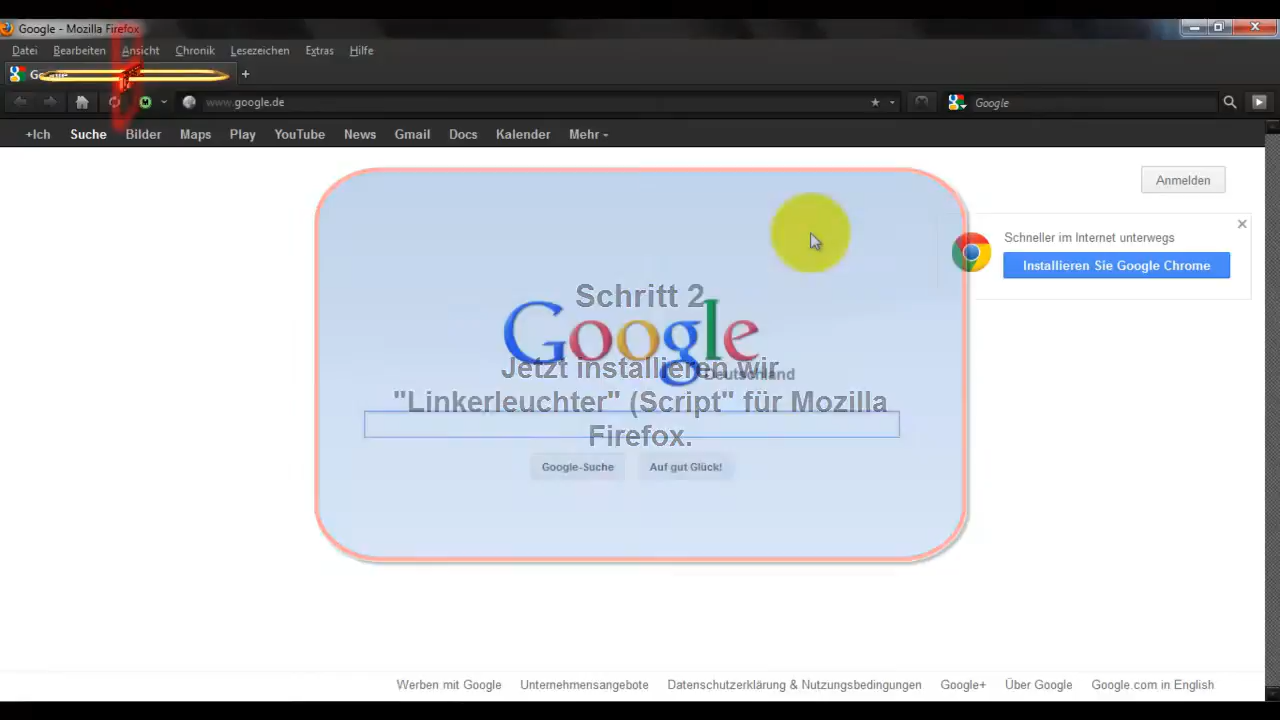 Google - Mozilla Firefox
Datei Bearbeiten Ansicht Chronik Lesezeichen Extras Hilfe
www.google.de
Google
+Ich Suche Bilder Maps Play YouTube News Gmail Docs Kalender Mehr
Anmelden
Schneller im Internet unterwegs
Installieren Sie Google Chrome
Schritt 2
Google
Jetzt installieren wir
Deutschland
"Linkerleuchter" (Script" für Mozilla
Firefox.
Google-Suche Auf gut Glück!
Werben mit Google Unternehmensangebote Datenschutzerklärung & Nutzungsbedingungen Google+ Über Google Google.com in English